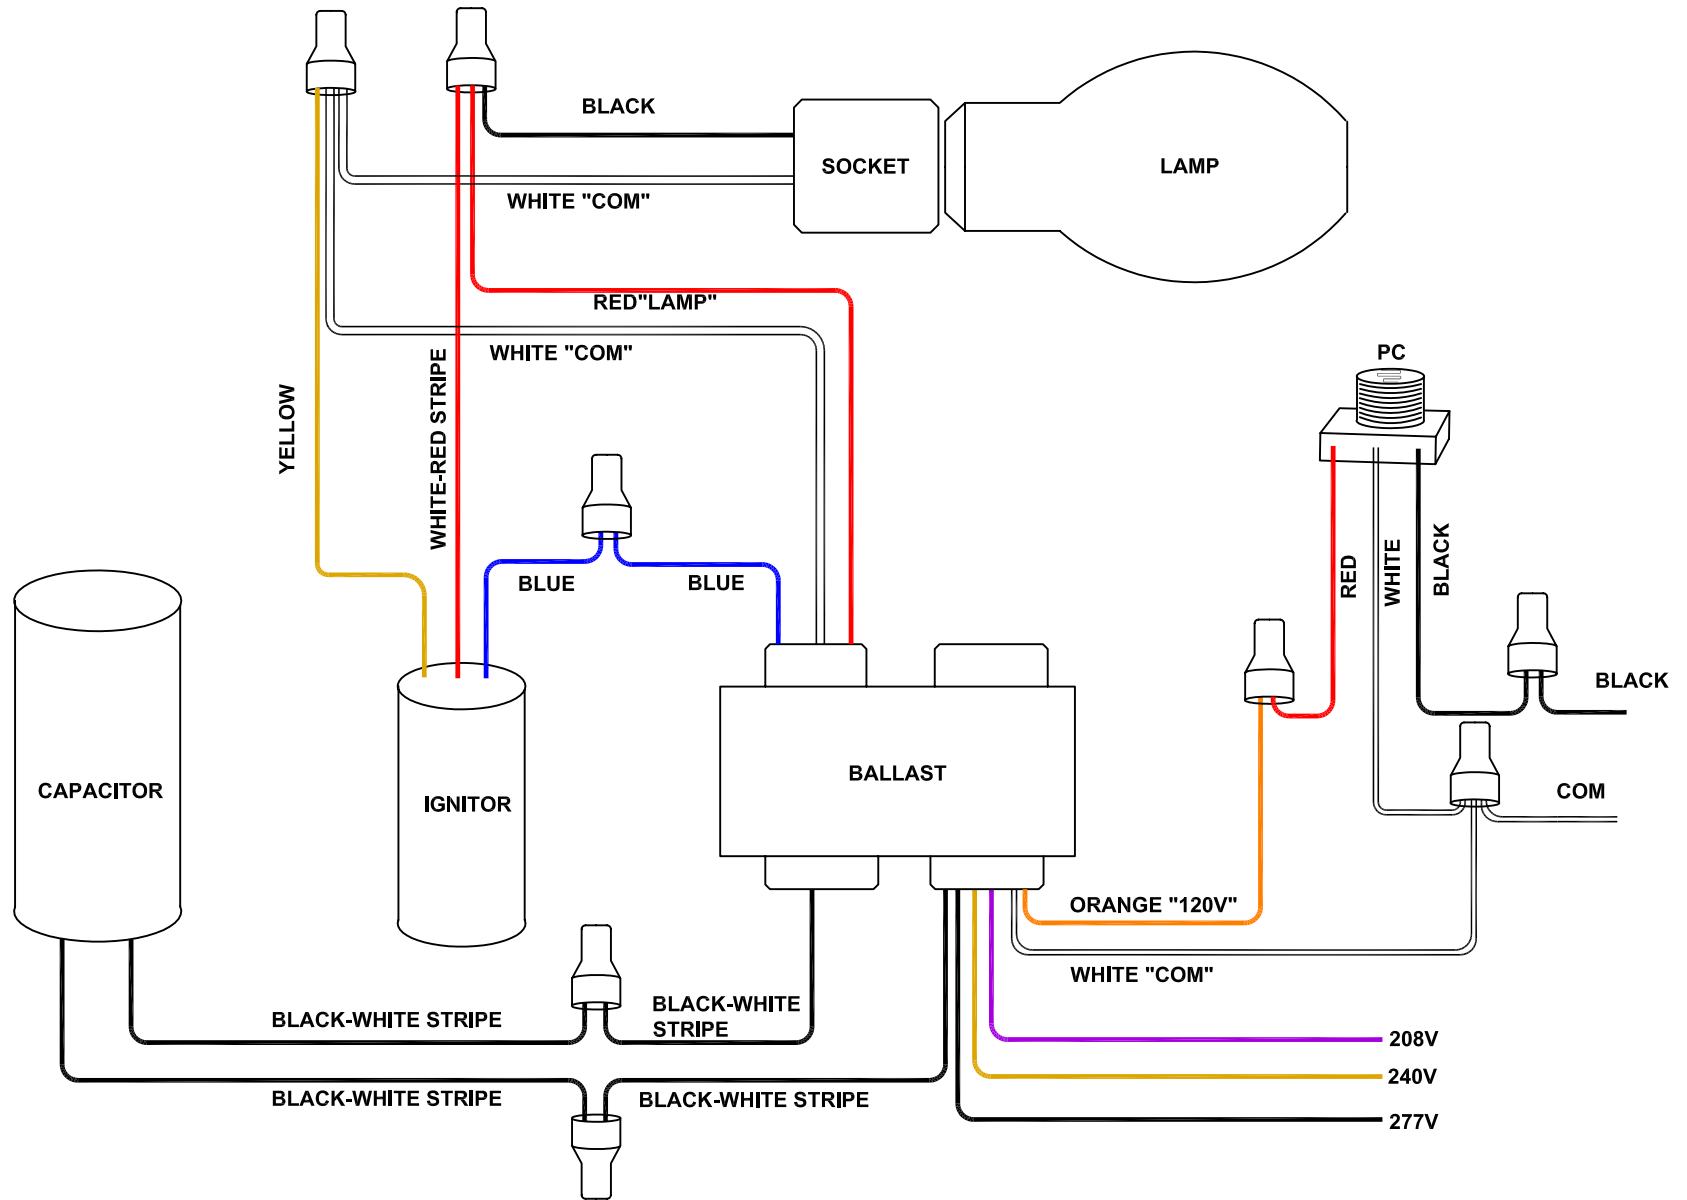 BLACK
SOCKET
LAMP
WHITE "COM"
RED"LAMP"
WHITE "COM"
PC
YELLOW
WHITE-RED STRIPE
BLUE
BLUE
RED
WHITE
BLACK
BLACK
CAPACITOR
IGNITOR
BALLAST
COM
ORANGE "120V"
WHITE "COM"
BLACK-WHITE STRIPE
BLACK-WHITE
STRIPE
208V
240V
BLACK-WHITE STRIPE
BLACK-WHITE STRIPE
277V